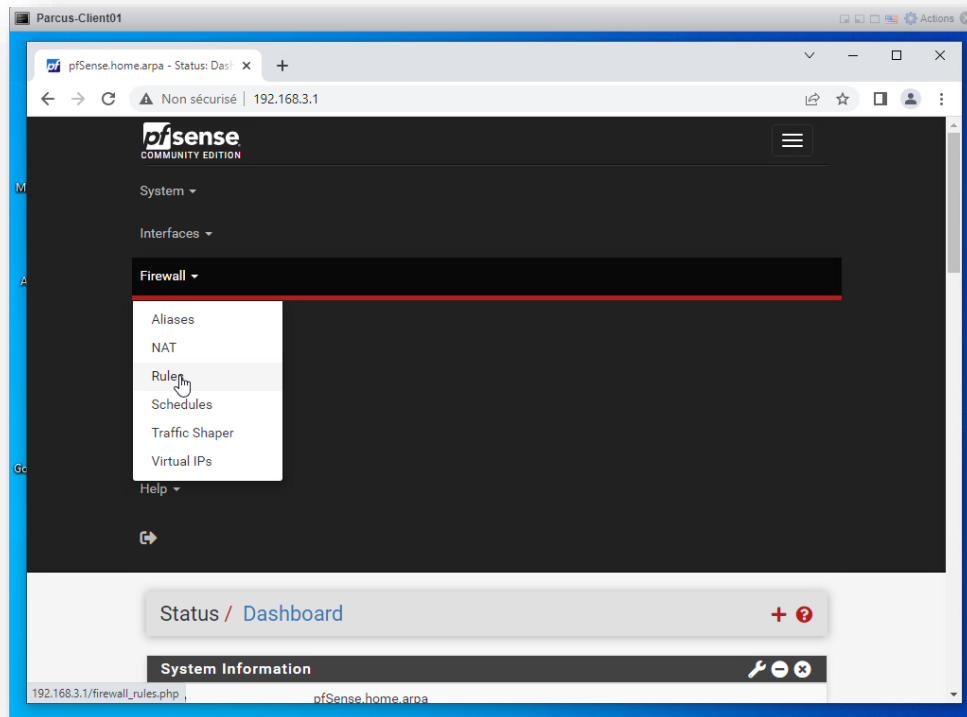 Parcus-Client01
Actions
pfSense.home.arpa - Status: Dash
Non sécurisé 192.168.3.1
pfsense
COMMUNITY EDITION
System
Interfaces
Firewall
Aliases
NAT
Rules
Schedules
Traffic Shaper
Virtual IPs
Help
Status / Dashboard
System Information
192.168.3.1/firewall_rules.php
pfSense.home.arpa